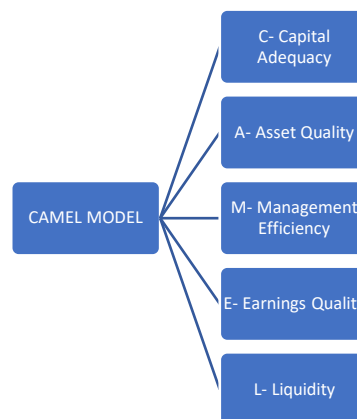 C- Capital
Adequacy
A- Asset Quality
CAMEL MODEL
M- Management
Efficiency
E- Earnings Qualit
L- Liquidity